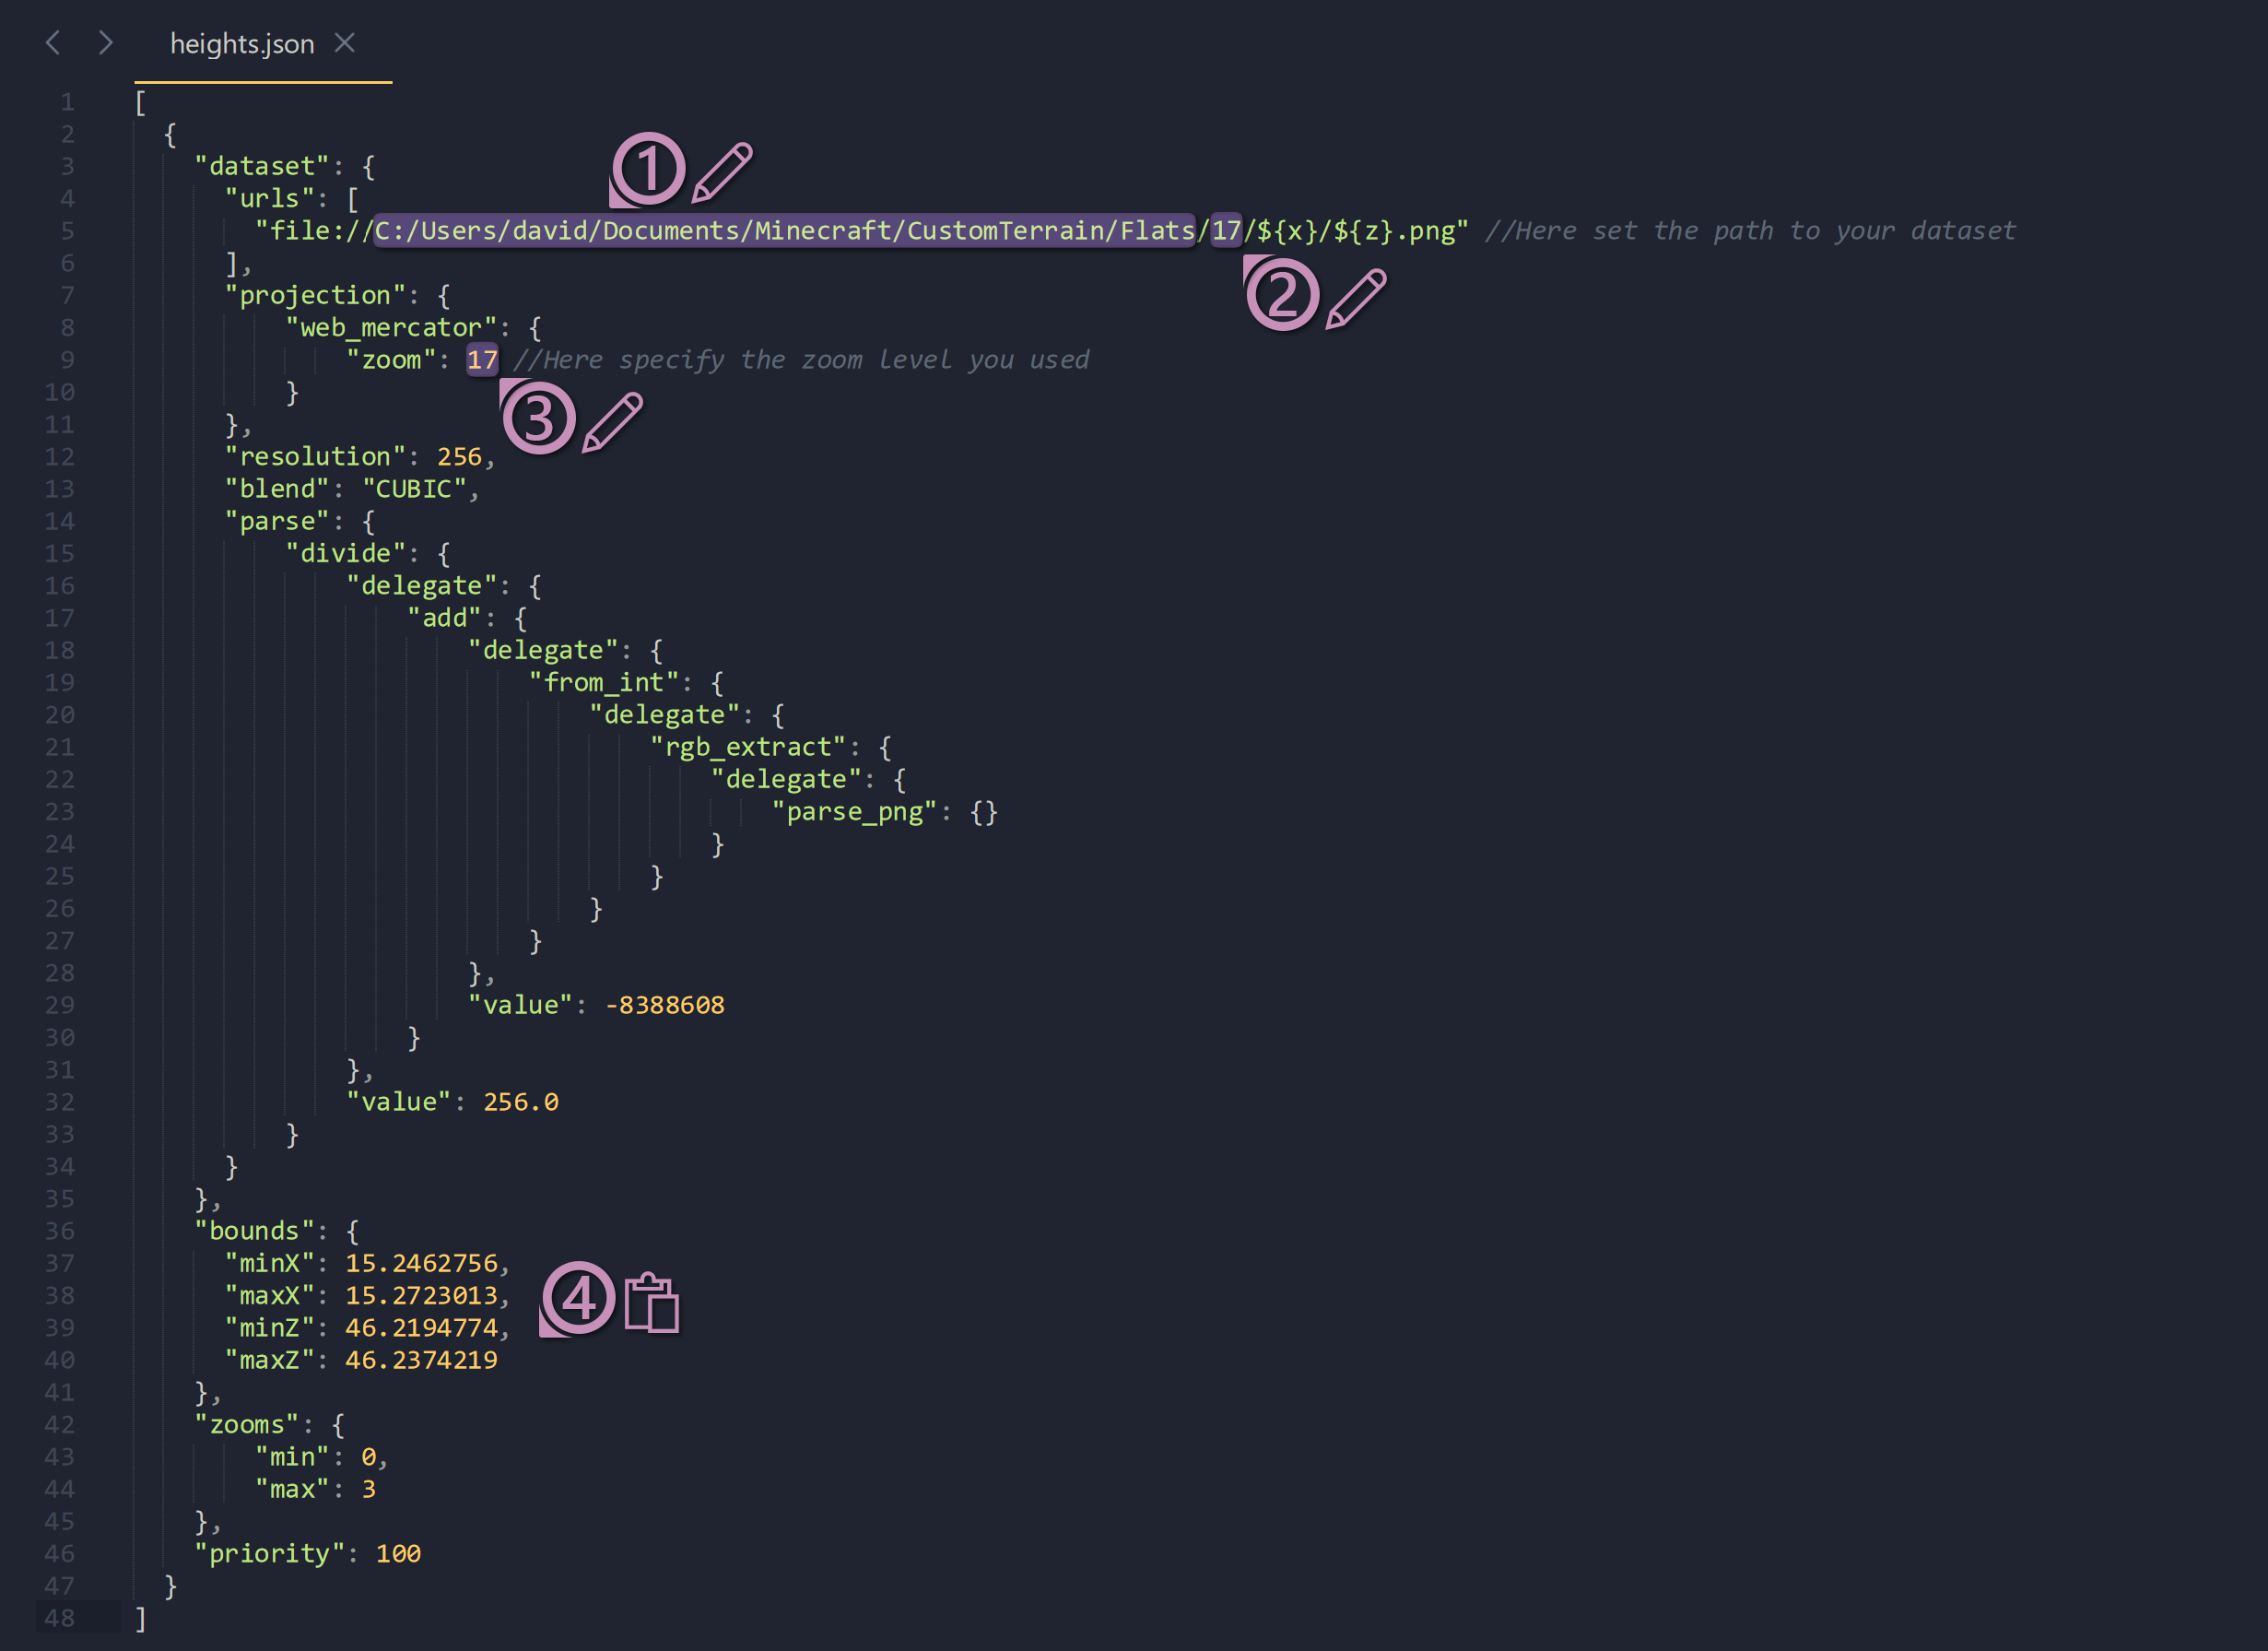 heights.json
1 [
2 {
3 "dataset": {
4 "urls": [
5 "file://C:/Users/david/Documents/Minecraft/CustomTerrain/Flats/17/${x}/${z}.png" //Here set the path to your dataset
6 ],
7 "projection": {
8 "web_mercator": {
9 "zoom": 17 //Here specify the zoom level you used
10 }
11 },
12 "resolution": 256,
13 "blend": "CUBIC",
14 "parse": {
15 "divide": {
16 "delegate": {
17 "add": {
18 "delegate": {
19 "from_int": {
20 "delegate": {
21 "rgb_extract": {
22 "delegate": {
23 "parse_png": {}
24 }
25 }
26 }
27 }
28 },
29 "value": -8388608
30 }
31 },
32 "value": 256.0
33 }
34 }
35 },
36 "bounds": {
37 "minX": 15.2462756,
38 "maxX": 15.2723013,
39 "minZ": 46.2194774,
40 "maxZ": 46.2374219
41 },
42 "zooms": {
43 "min": 0,
44 "max": 3
45 },
46 "priority": 100
47 }
48 ]
1
2
3
4